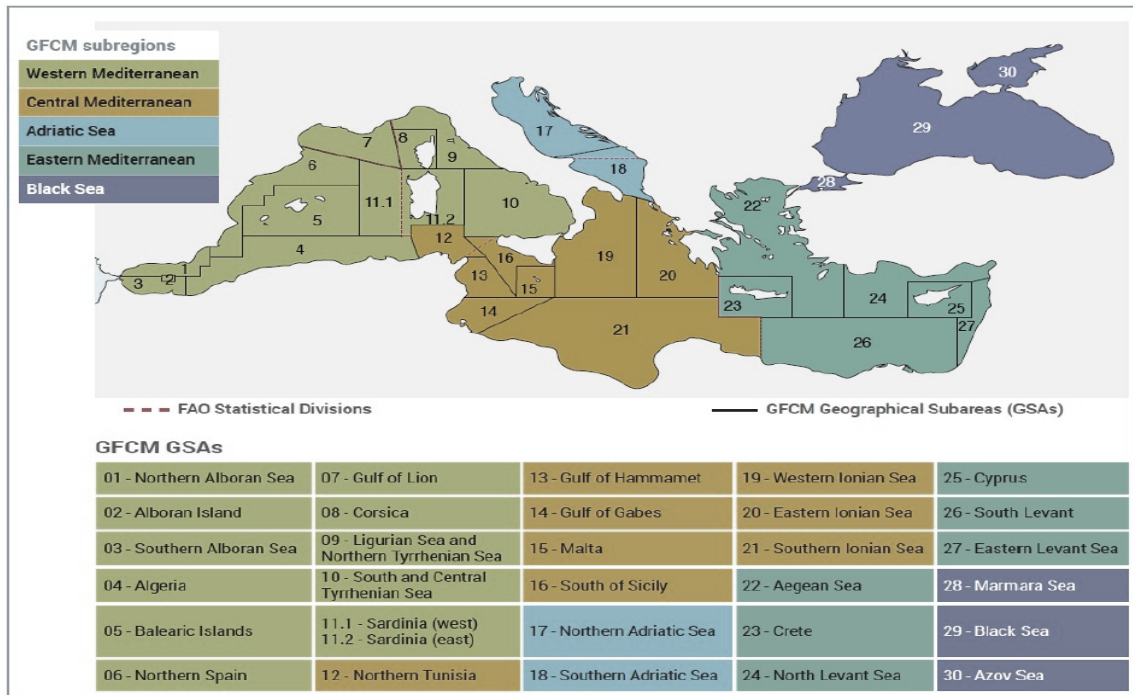 GFCM subregions
Western Mediterranean
Central Mediterranean
Adriatic Sea
Eastern Mediterranean
Black Sea
30
29
28
17
18
7
8
9
6
11.1
11.2
10
5
4
12
16
13
15
14
1
2
3
19
20
21
22
23
24
25
26
27
FAO Statistical Divisions
GFCM Geographical Subareas (GSAs)
GFCM GSAs
01 - Northern Alboran Sea
02 - Alboran Island
03 - Southern Alboran Sea
04 - Algeria
05 - Balearic Islands
06 - Northern Spain
07 - Gulf of Lion
08 - Corsica
09 - Ligurian Sea and
Northern Tyrrhenian Sea
10 - South and Central
Tyrrhenian Sea
11.1 - Sardinia (west)
11.2 - Sardinia (east)
12 - Northern Tunisia
13 - Gulf of Hammamet
14 - Gulf of Gabes
15 - Malta
16 - South of Sicily
17 - Northern Adriatic Sea
18 - Southern Adriatic Sea
19 - Western Ionian Sea
20 - Eastern Ionian Sea
21 - Southern Ionian Sea
22 - Aegean Sea
23 - Crete
24 - North Levant Sea
25 - Cyprus
26 - South Levant
27 - Eastern Levant Sea
28 - Marmara Sea
29 - Black Sea
30 - Azov Sea